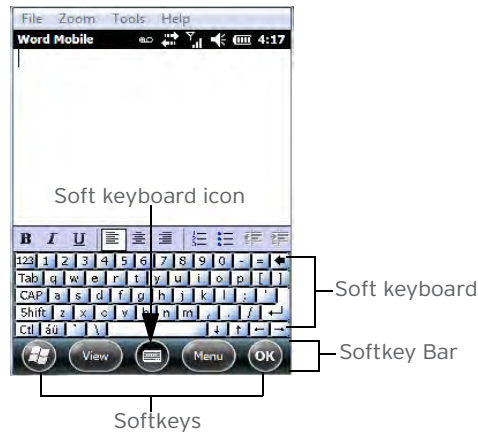 File Zoom Tools Help
Word Mobile 4:17
Soft keyboard icon
B I U
123 1 2 3 4 5 6 7 8 9 0 - =
Tab q w e r t y u i o p [ ]
CAP a s d f g h j k l ; '
Shift z x c v b n m , . /
Ctl áü ` \
Soft keyboard
View Menu OK
Softkey Bar
Softkeys